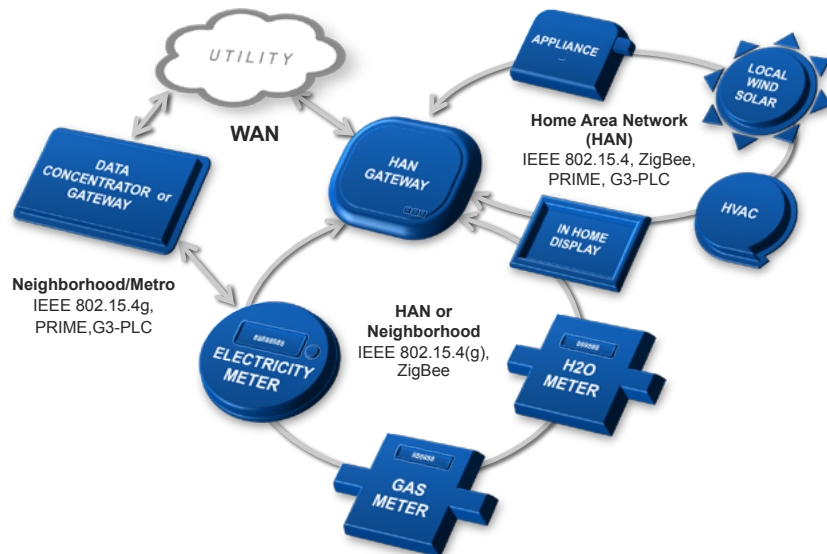 UTILITY
WAN
DATA
CONCENTRATOR or
GATEWAY
HAN
GATEWAY
APPLIANCE
LOCAL
WIND
SOLAR
Home Area Network
(HAN)
IEEE 802.15.4, ZigBee,
PRIME, G3-PLC
HVAC
IN HOME
DISPLAY
Neighborhood/Metro
IEEE 802.15.4g,
PRIME,G3-PLC
HAN or
Neighborhood
IEEE 802.15.4(g),
ZigBee
ELECTRICITY
METER
H2O
METER
GAS
METER